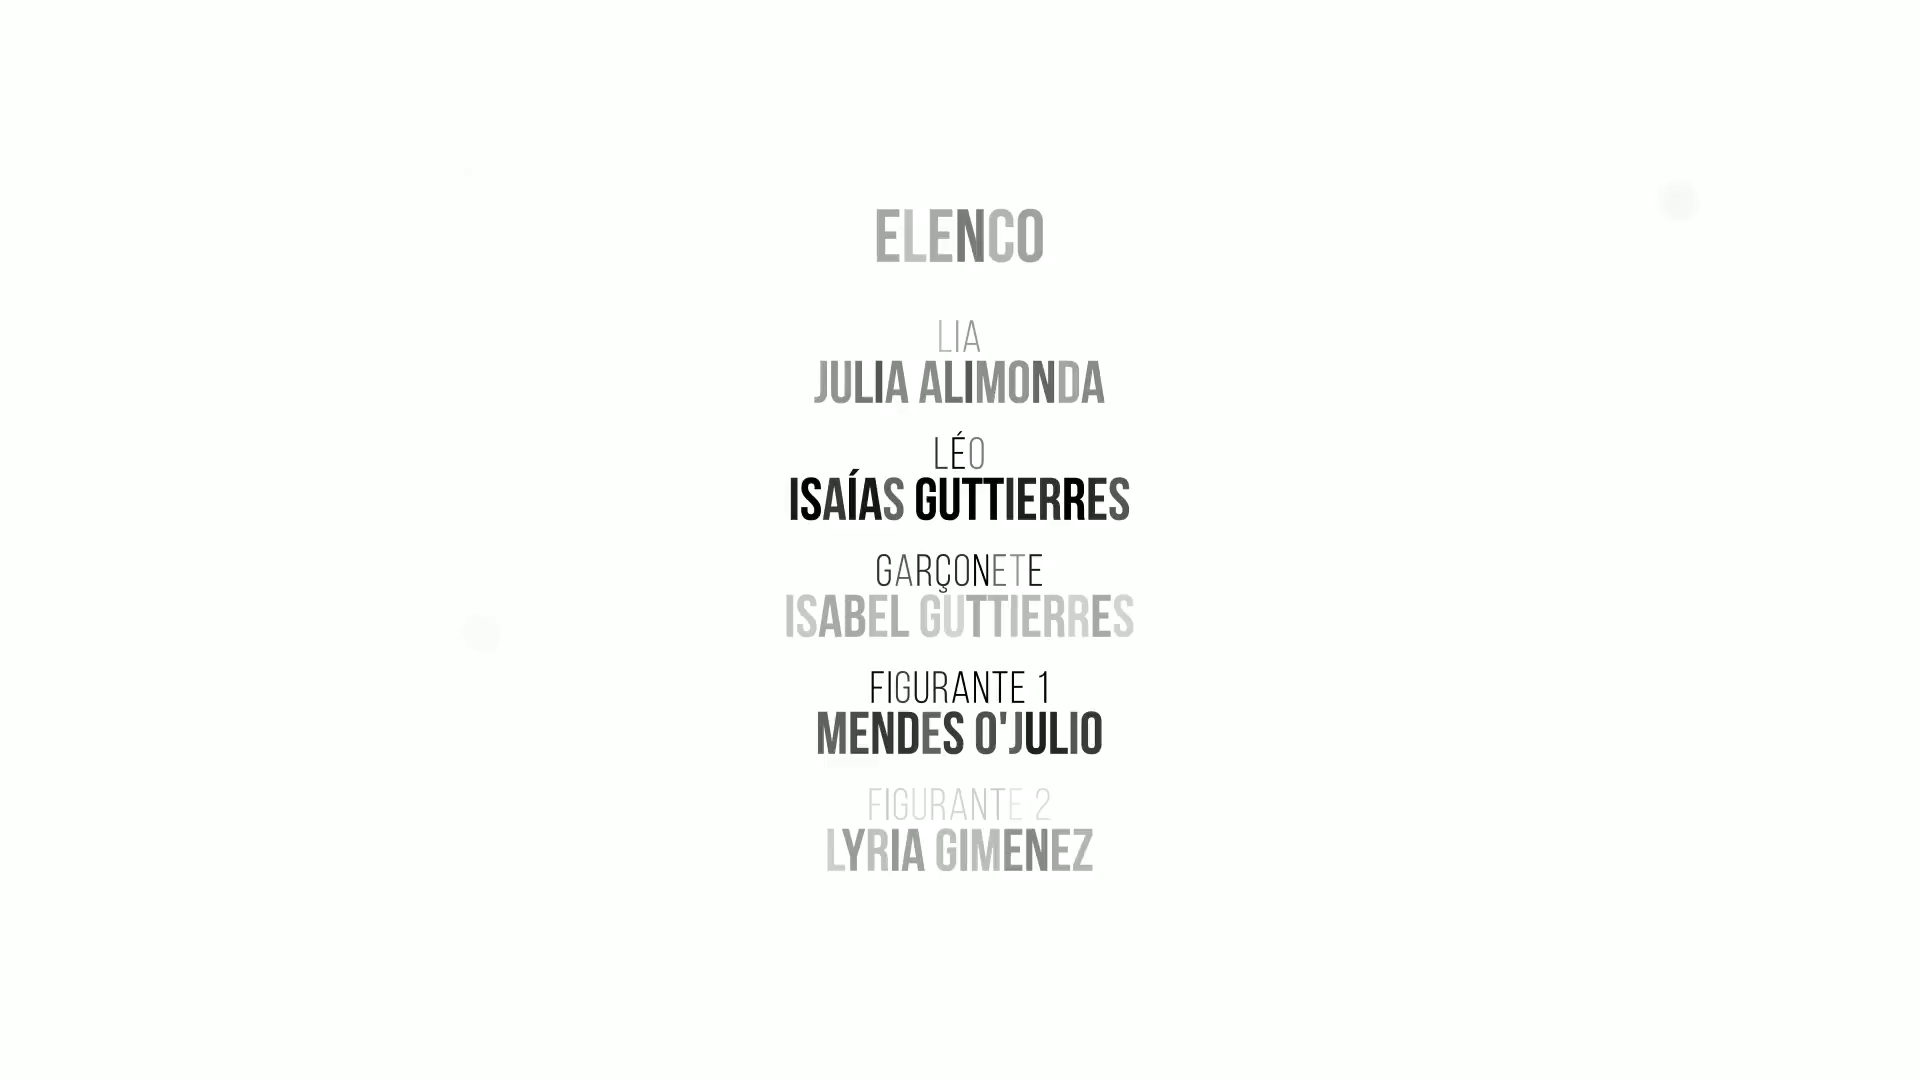 ELENCO
LIA
JULIA ALIMONDA
LÉO
ISAÍAS GUTTIERRES
GARÇONETE
ISABEL GUTTIERRES
FIGURANTE 1
MENDES O'JULIO
FIGURANTE 2
LYRIA GIMENEZ